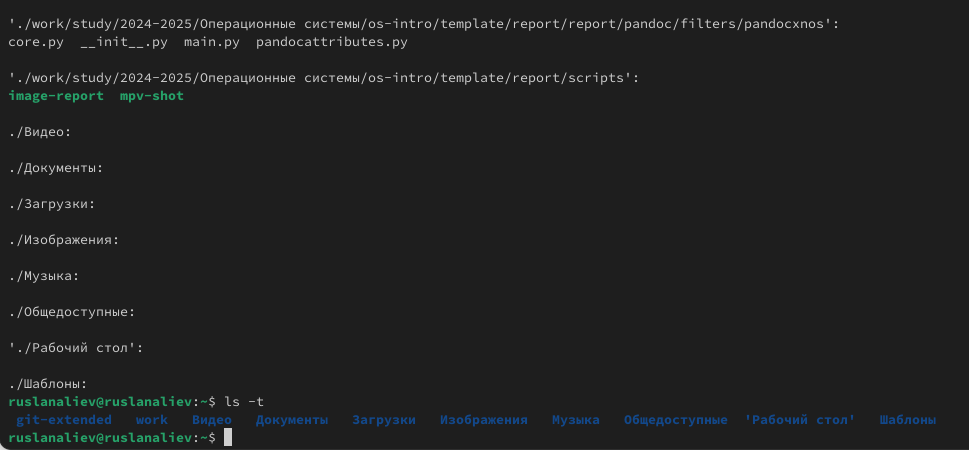 './work/study/2024-2025/Операционные системы/os-intro/template/report/report/pandoc/filters/pandocxnos':
core.py  __init__.py  main.py  pandocattributes.py
'./work/study/2024-2025/Операционные системы/os-intro/template/report/scripts':
image-report  mpv-shot
./Видео:
./Документы:
./Загрузки:
./Изображения:
./Музыка:
./Общедоступные:
'./Рабочий стол':
./Шаблоны:
ruslanaliev@ruslanaliev:~$ ls -t
git-extended   work   Видео   Документы   Загрузки   Изображения   Музыка   Общедоступные  'Рабочий стол'   Шаблоны
ruslanaliev@ruslanaliev:~$